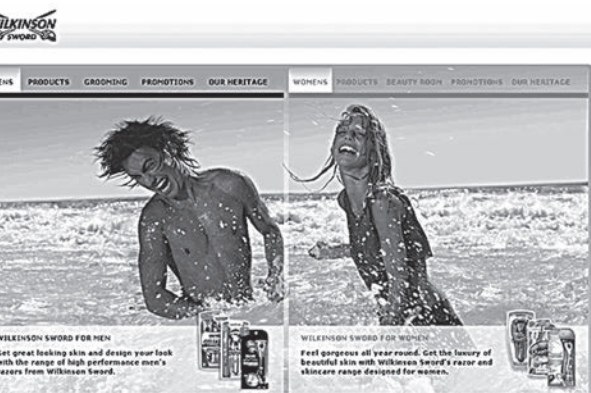 WILKINSON
SWORD
MENS PRODUCTS GROOMING PROMOTIONS OUR HERITAGE
WOMENS PRODUCTS BEAUTY ROOM PROMOTIONS OUR HERITAGE
WILKINSON SWORD FOR MEN
Get great looking skin and design your look
with the range of high performance men's
razors from Wilkinson Sword.
WILKINSON SWORD FOR WOMEN
Feel gorgeous all year round. Get the luxury of
beautiful skin with Wilkinson Sword's razor and
skincare range designed for women.